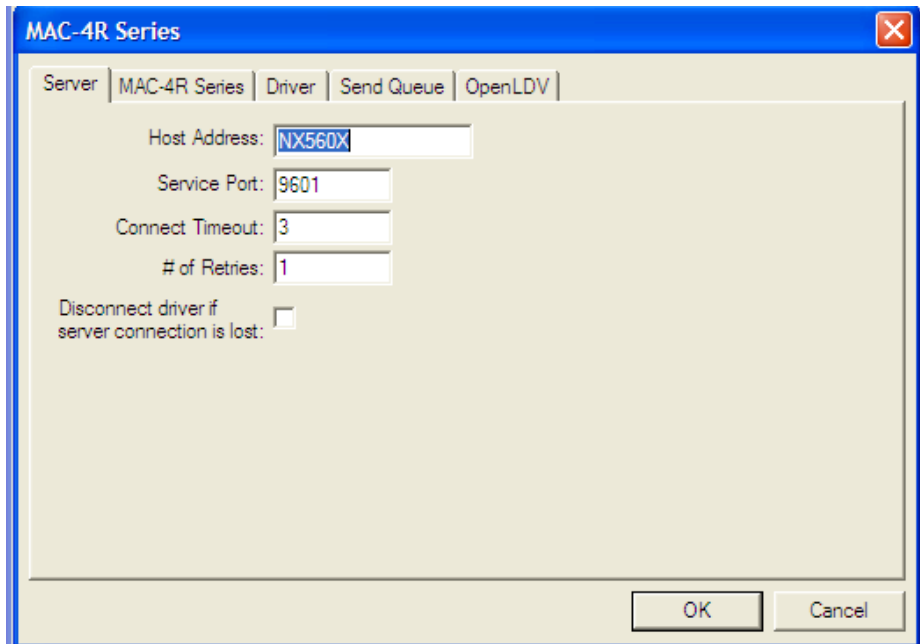 MAC-4R Series
Server MAC-4R Series Driver Send Queue OpenLDV
Host Address: NX560X
Service Port: 9601
Connect Timeout: 3
# of Retries: 1
Disconnect driver if
server connection is lost:
OK Cancel